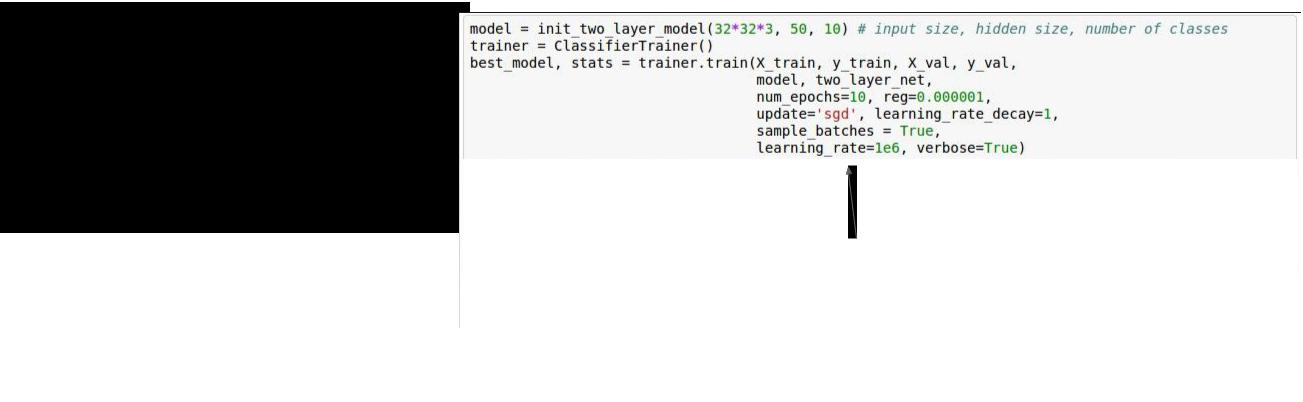 model = init_two_layer_model(32*32*3, 50, 10) # input size, hidden size, number of classes
trainer = ClassifierTrainer()
best_model, stats = trainer.train(X_train, y_train, X_val, y_val,
model, two_layer_net,
num_epochs=10, reg=0.000001,
update='sgd', learning_rate_decay=1,
sample_batches = True,
learning_rate=1e6, verbose=True)